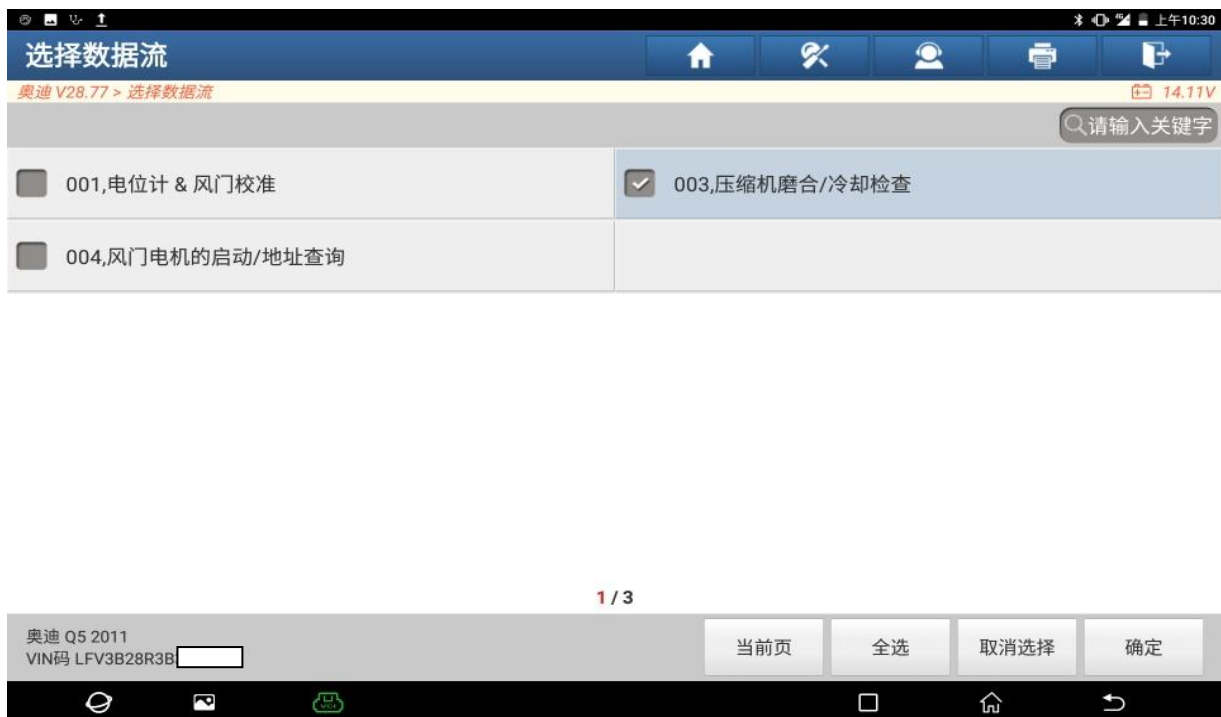 4G 上午10:30
选择数据流
奥迪 V28.77 > 选择数据流
14.11V
请输入关键字
001,电位计 & 风门校准
003,压缩机磨合/冷却检查
004,风门电机的启动/地址查询
1 / 3
奥迪 Q5 2011
VIN码 LFV3B28R3B
当前页
全选
取消选择
确定
VCI